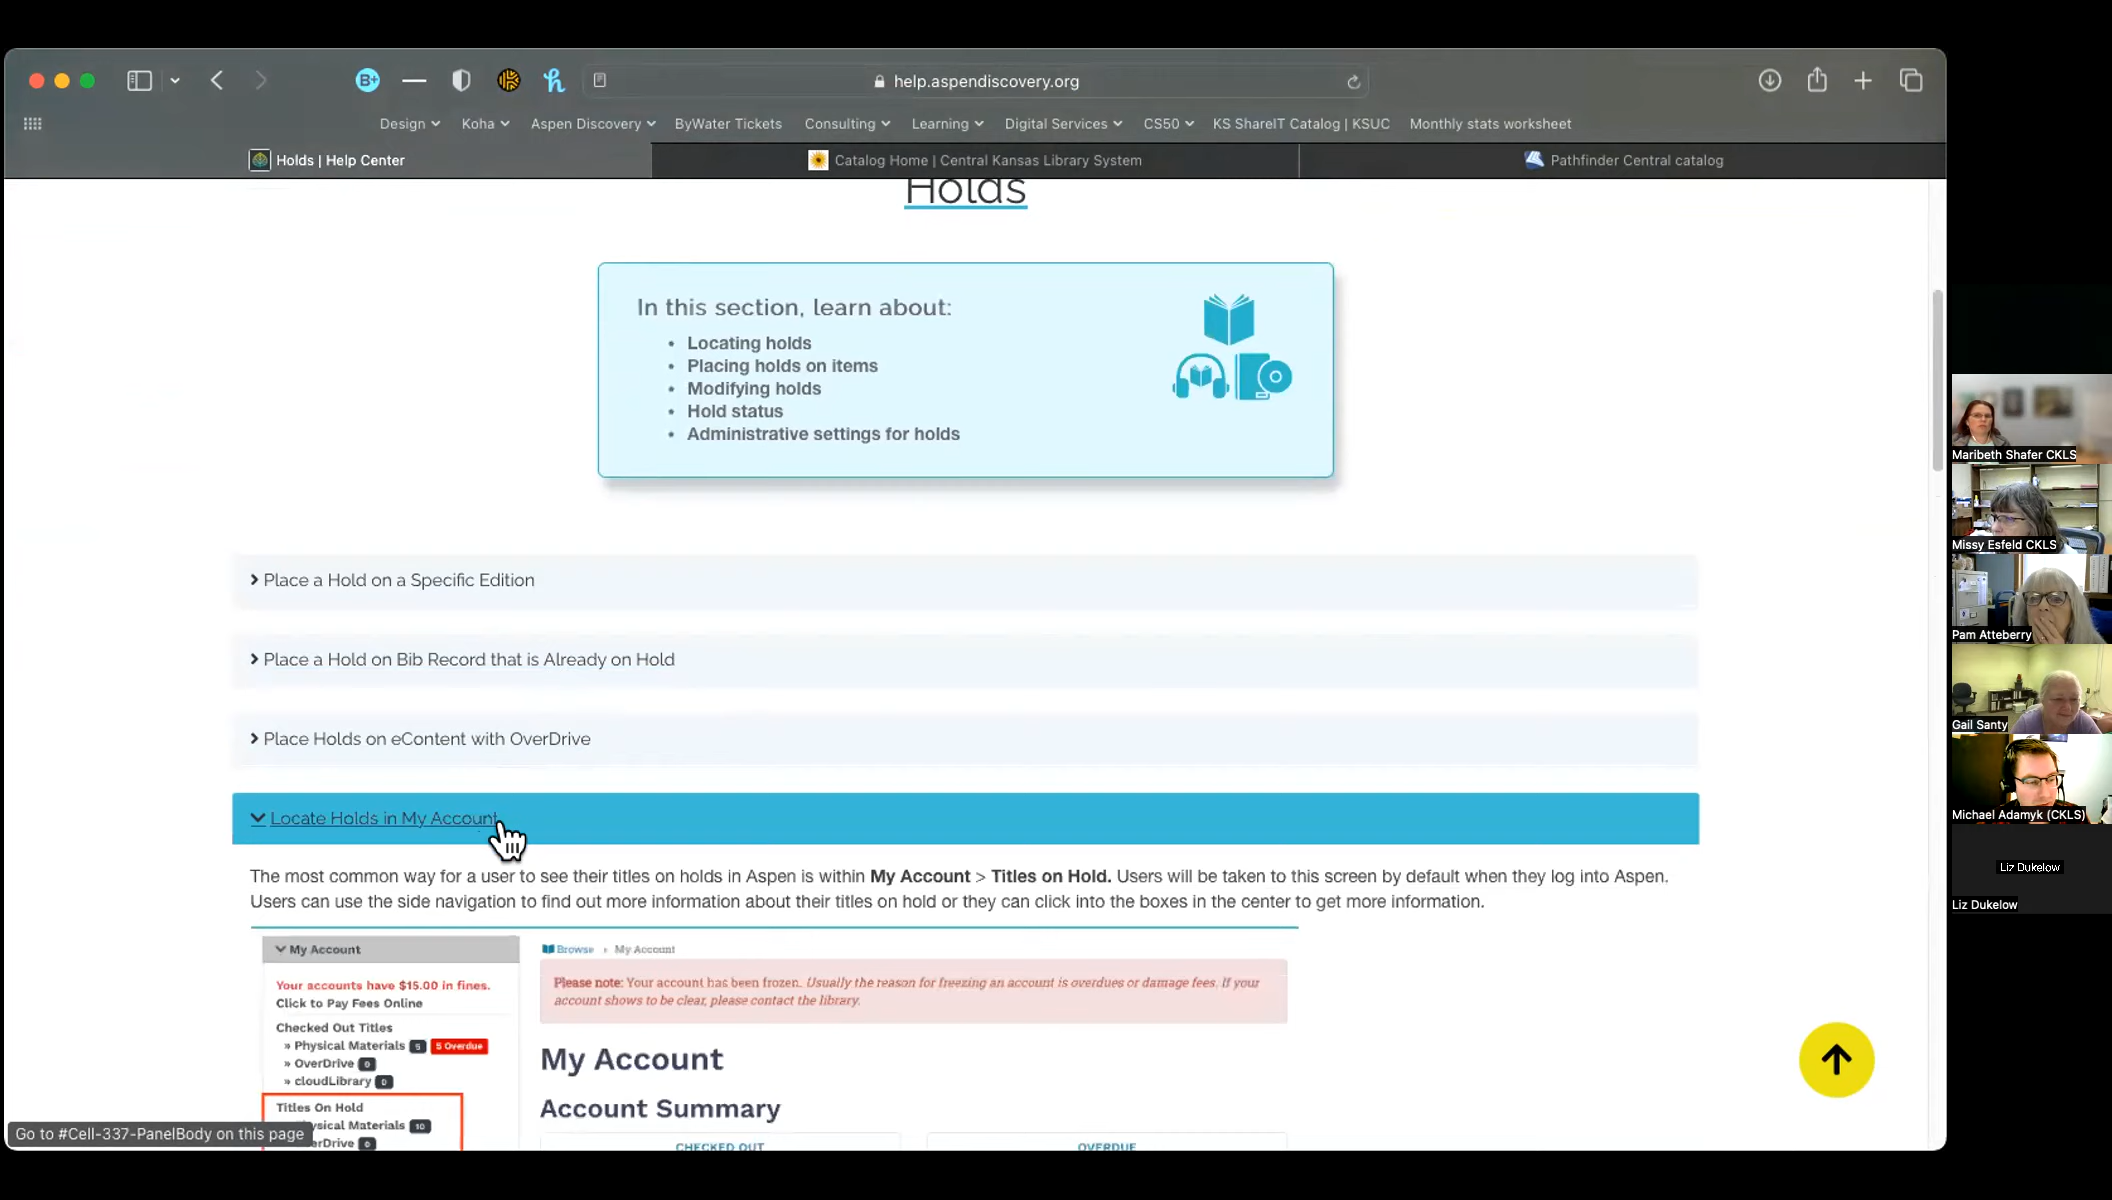 B+
help.aspendiscovery.org
Design
Koha
Aspen Discovery
ByWater Tickets
Consulting
Learning
Digital Services
CS50
KS ShareIT Catalog | KSUC
Monthly stats worksheet
Holds | Help Center
Catalog Home | Central Kansas Library System
Pathfinder Central catalog
Holds
In this section, learn about:
• Locating holds
• Placing holds on items
• Modifying holds
• Hold status
• Administrative settings for holds
Place a Hold on a Specific Edition
Place a Hold on Bib Record that is Already on Hold
Place Holds on eContent with OverDrive
Locate Holds in My Account
The most common way for a user to see their titles on holds in Aspen is within My Account > Titles on Hold. Users will be taken to this screen by default when they log into Aspen.
Users can use the side navigation to find out more information about their titles on hold or they can click into the boxes in the center to get more information.
My Account
Your accounts have $15.00 in fines.
Click to Pay Fees Online
Checked Out Titles
» Physical Materials 5 5 Overdue
» OverDrive 0
» cloudLibrary 0
Titles On Hold
ysical Materials 10
erDrive 0
Browse » My Account
Please note: Your account has been frozen. Usually the reason for freezing an account is overdues or damage fees. If your
account shows to be clear, please contact the library.
My Account
Account Summary
CHECKED OUT
OVERDUE
Go to #Cell-337-PanelBody on this page
Maribeth Shafer CKLS
Missy Esfeld CKLS
Pam Atteberry
Gail Santy
Michael Adamyk (CKLS)
Liz Dukelow
Liz Dukelow